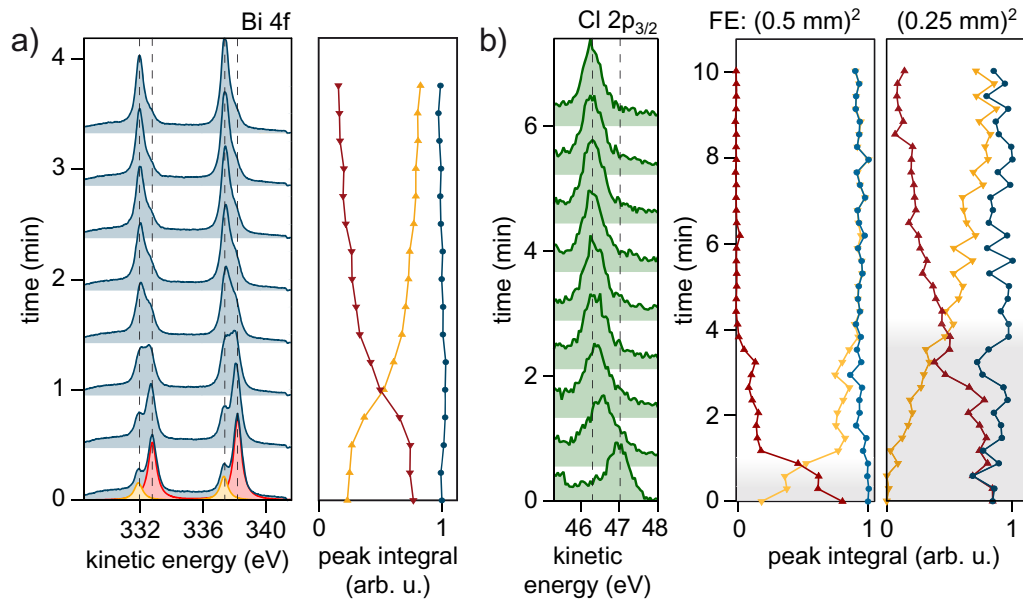 Bi 4f
Cl 2p3/2
FE: (0.5 mm)2
(0.25 mm)2
a)
b)
4
3
2
1
0
time (min)
332
336
340
kinetic energy (eV)
0
1
peak integral
(arb. u.)
6
4
2
0
time (min)
46
47
48
kinetic
energy (eV)
10
8
6
4
2
0
time (min)
0
1
0
1
peak integral (arb. u.)